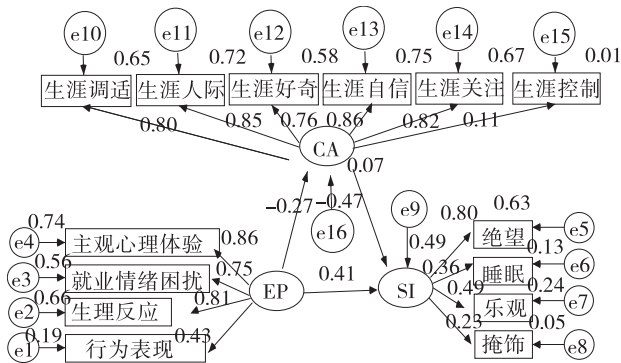 e10 e11 e12 e13 e14 e15
0.65 0.72 0.58 0.75 0.67 0.01
生涯调适 生涯人际 生涯好奇 生涯自信 生涯关注 生涯控制
0.80 0.85 0.76 0.86 0.82 0.11
CA
0.07
-0.27 -0.47
e16 e9
0.74 0.80 0.63
e4 主观心理体验 0.86 0.49 绝望 e5
0.56 0.36 0.13
e3 就业情绪困扰 0.75 EP 0.41 SI 睡眠 e6
0.66 0.81 0.49 0.24
e2 生理反应 乐观 e7
0.19 0.43 0.23 0.05
e1 行为表现 掩饰 e8